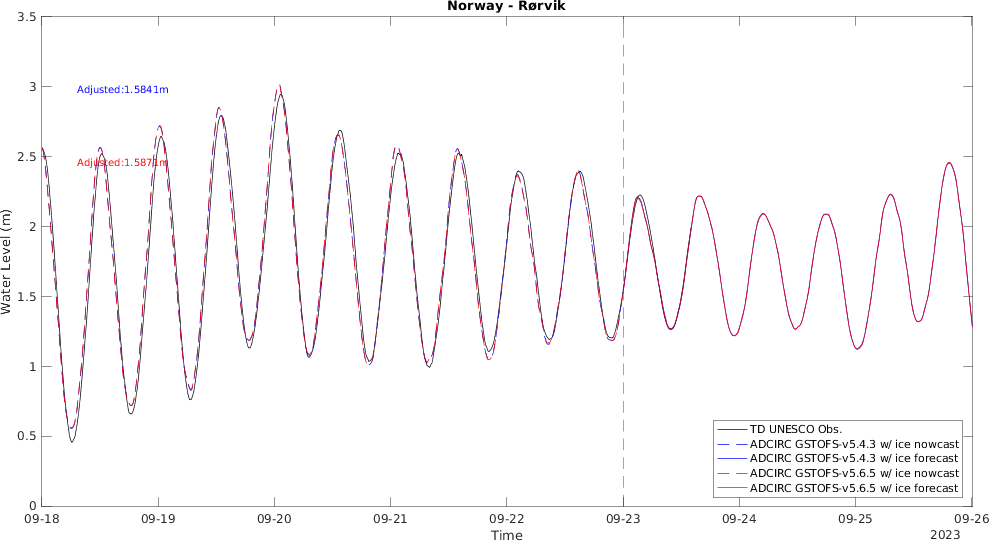 Norway - Rørvik
3.5
3
2.5
2
1.5
1
0.5
0
Water Level (m)
Adjusted:1.5841m
Adjusted:1.5871m
TD UNESCO Obs.
ADCIRC GSTOFS-v5.4.3 w/ ice nowcast
ADCIRC GSTOFS-v5.4.3 w/ ice forecast
ADCIRC GSTOFS-v5.6.5 w/ ice nowcast
ADCIRC GSTOFS-v5.6.5 w/ ice forecast
09-18 09-19 09-20 09-21 09-22 09-23 09-24 09-25 09-26
Time
2023